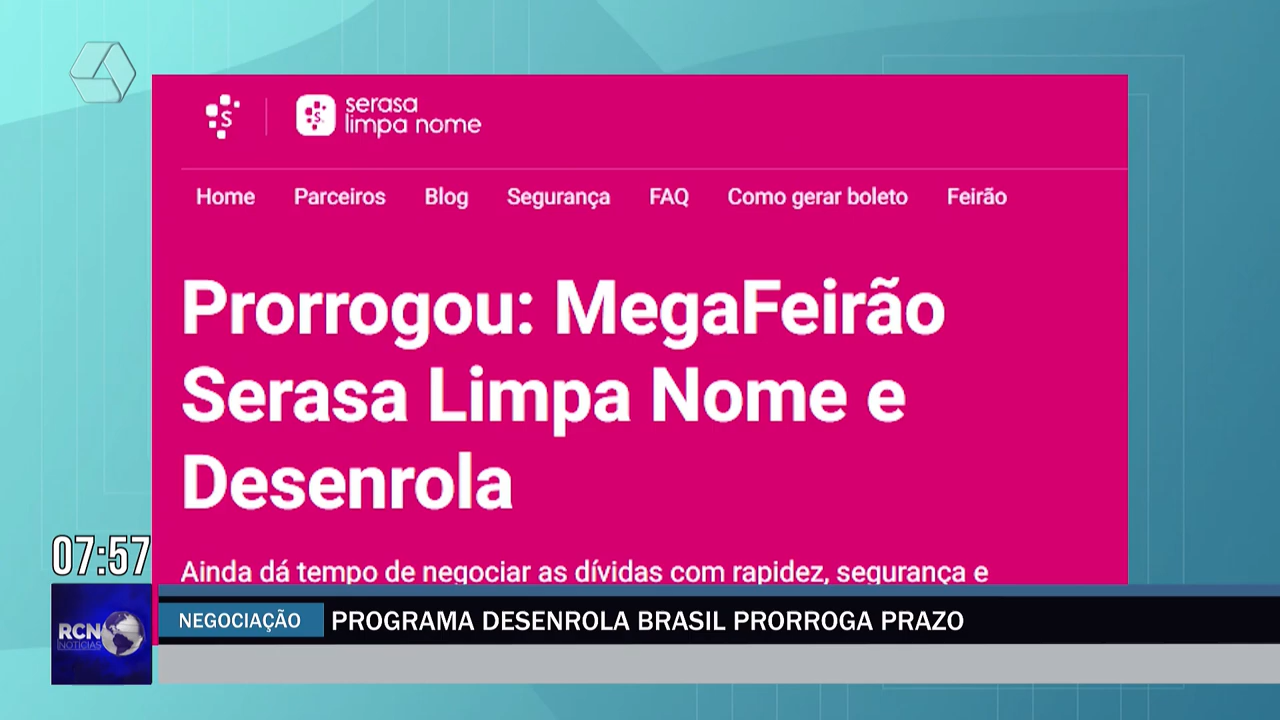 serasa
limpa nome
Home Parceiros Blog Segurança FAQ Como gerar boleto Feirão
Prorrogou: MegaFeirão
Serasa Limpa Nome e
Desenrola
Ainda dá tempo de negociar as dívidas com rapidez, segurança e
07:57
RCN
NOTÍCIAS
NEGOCIAÇÃO PROGRAMA DESENROLA BRASIL PRORROGA PRAZO